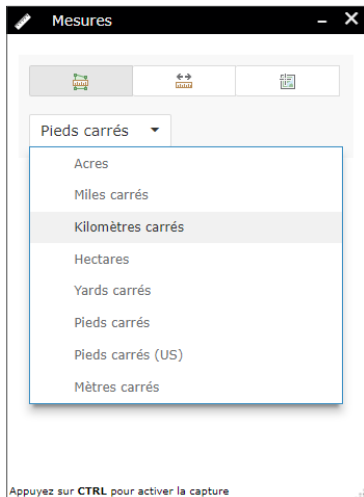 Mesures
Pieds carrés
Acres
Miles carrés
Kilomètres carrés
Hectares
Yards carrés
Pieds carrés
Pieds carrés (US)
Mètres carrés
Appuyez sur CTRL pour activer la capture